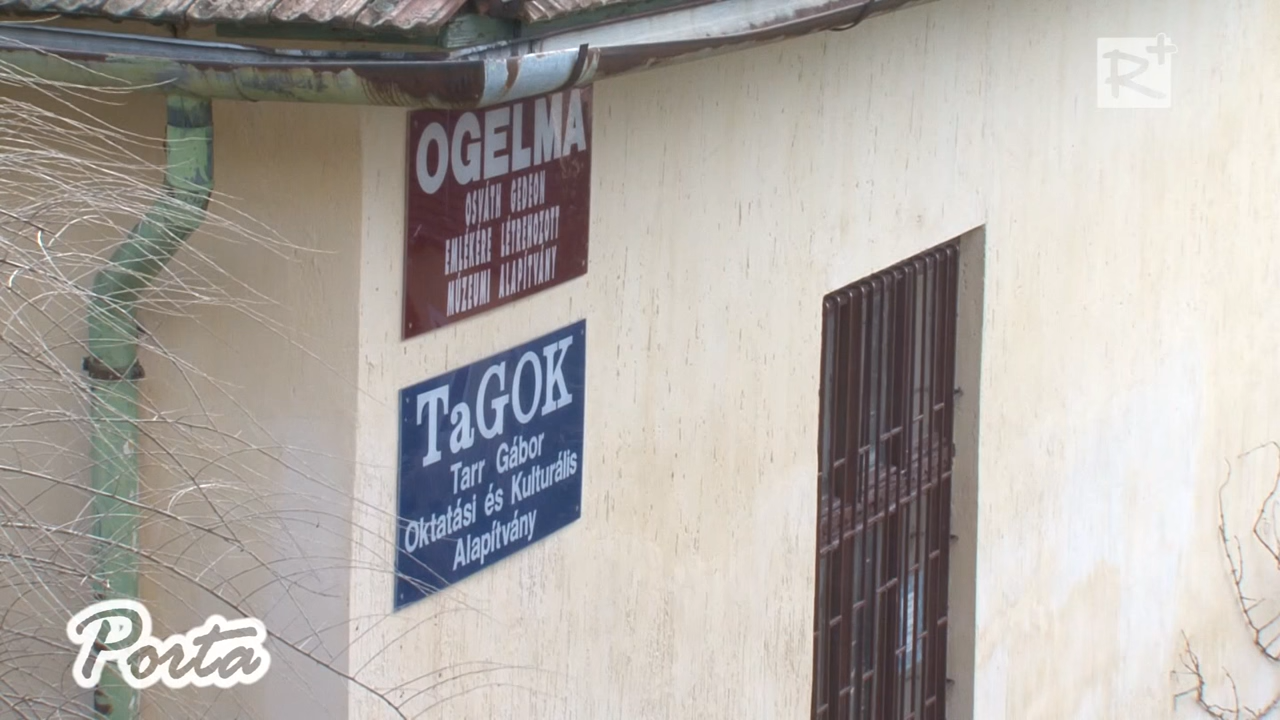 R+
OGELMA
OSVÁTH GEDEON
EMLÉKÉRE LÉTREHOZOTT
MÚZEUMI ALAPÍTVÁNY
TaGOK
Tarr Gábor
Oktatási és Kulturális
Alapítvány
Porta